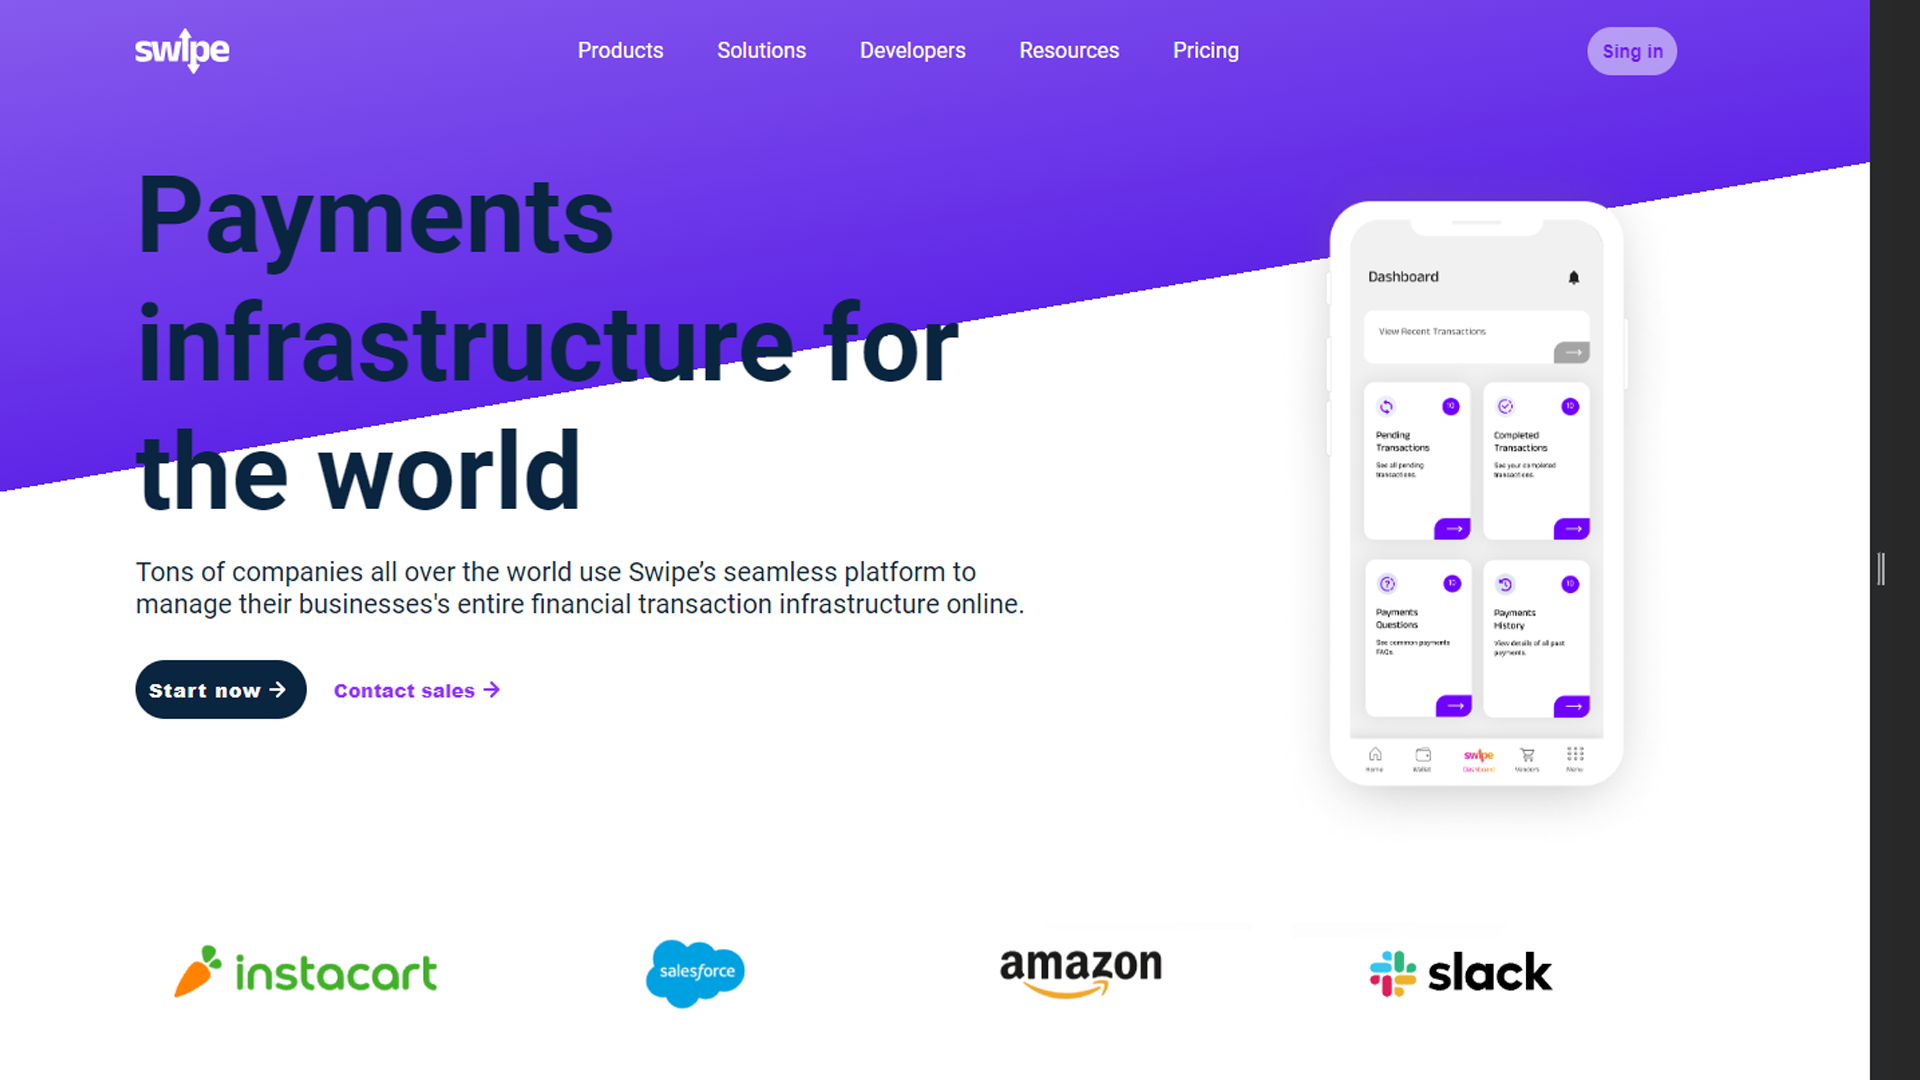 swipe
Products Solutions Developers Resources Pricing
Sing in
Payments
infrastructure for
the world
Tons of companies all over the world use Swipe’s seamless platform to
manage their businesses's entire financial transaction infrastructure online.
Start now →
Contact sales →
Dashboard
View Recent Transactions
10
Pending
Transactions
See all pending
transactions.
10
Completed
Transactions
See your completed
transactions.
10
Payments
Questions
See common payments
FAQs.
10
Payments
History
View details of all past
payments.
swipe
Home Wallet Dashboard Vendors Menu
instacart
salesforce
amazon
slack